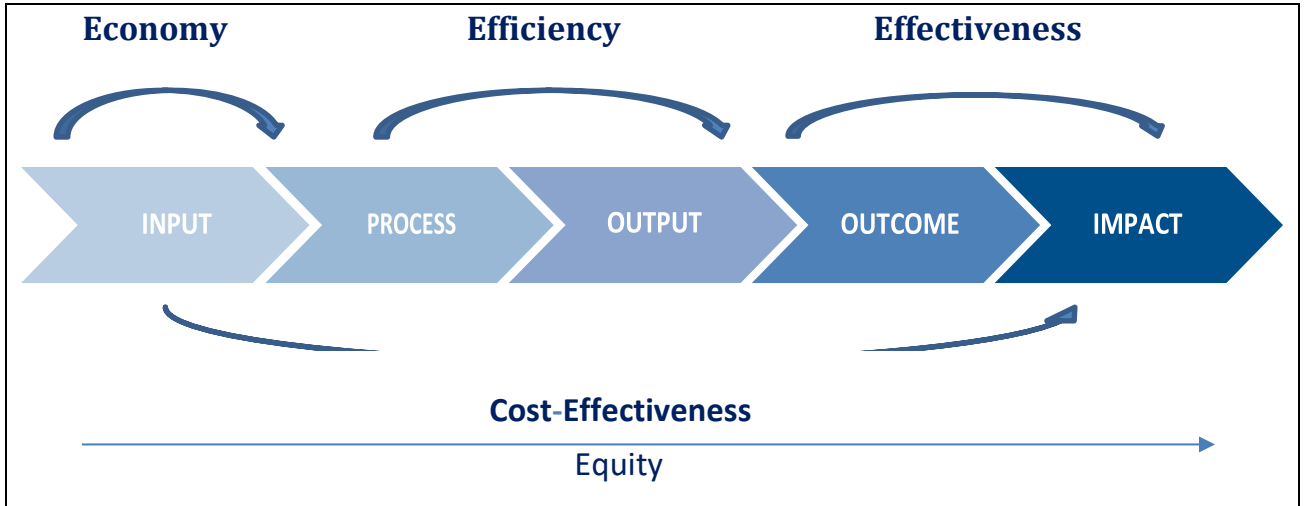 Economy Efficiency Effectiveness
INPUT PROCESS OUTPUT OUTCOME IMPACT
Cost-Effectiveness
Equity